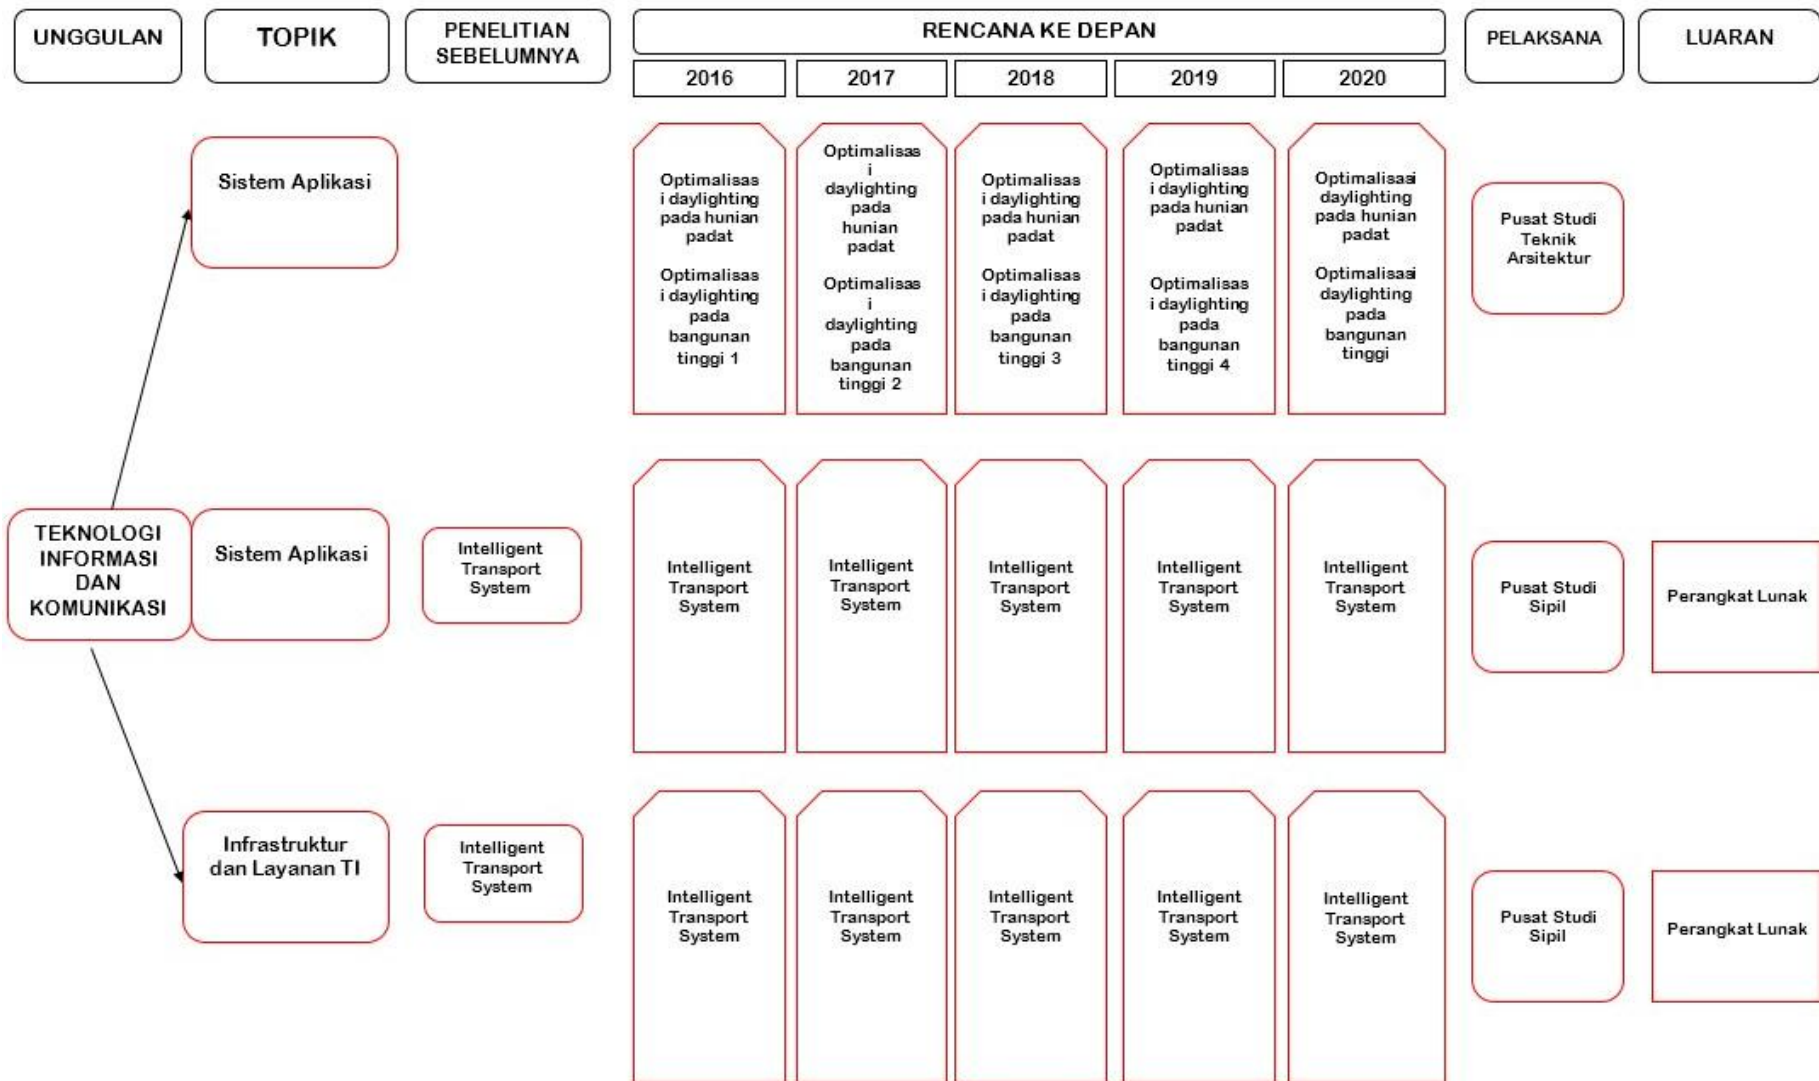 UNGGULAN
TOPIK
PENELITIAN
SEBELUMNYA
RENCANA KE DEPAN
2016
2017
2018
2019
2020
PELAKSANA
LUARAN
Sistem Aplikasi
Optimalisas
i daylighting
pada hunian
padat
Optimalisas
i daylighting
pada
bangunan
tinggi 1
Optimalisas
i
daylighting
pada
hunian
padat
Optimalisas
i
daylighting
pada
bangunan
tinggi 2
Optimalisas
i daylighting
pada hunian
padat
Optimalisas
i daylighting
pada
bangunan
tinggi 3
Optimalisas
i daylighting
pada hunian
padat
Optimalisas
i daylighting
pada
bangunan
tinggi 4
Optimalisasi
daylighting
pada hunian
padat
Optimalisasi
daylighting
pada
bangunan
tinggi
Pusat Studi
Teknik
Arsitektur
TEKNOLOGI
INFORMASI
DAN
KOMUNIKASI
Sistem Aplikasi
Intelligent
Transport
System
Intelligent
Transport
System
Intelligent
Transport
System
Intelligent
Transport
System
Intelligent
Transport
System
Intelligent
Transport
System
Pusat Studi
Sipil
Perangkat Lunak
Infrastruktur
dan Layanan TI
Intelligent
Transport
System
Intelligent
Transport
System
Intelligent
Transport
System
Intelligent
Transport
System
Intelligent
Transport
System
Intelligent
Transport
System
Pusat Studi
Sipil
Perangkat Lunak